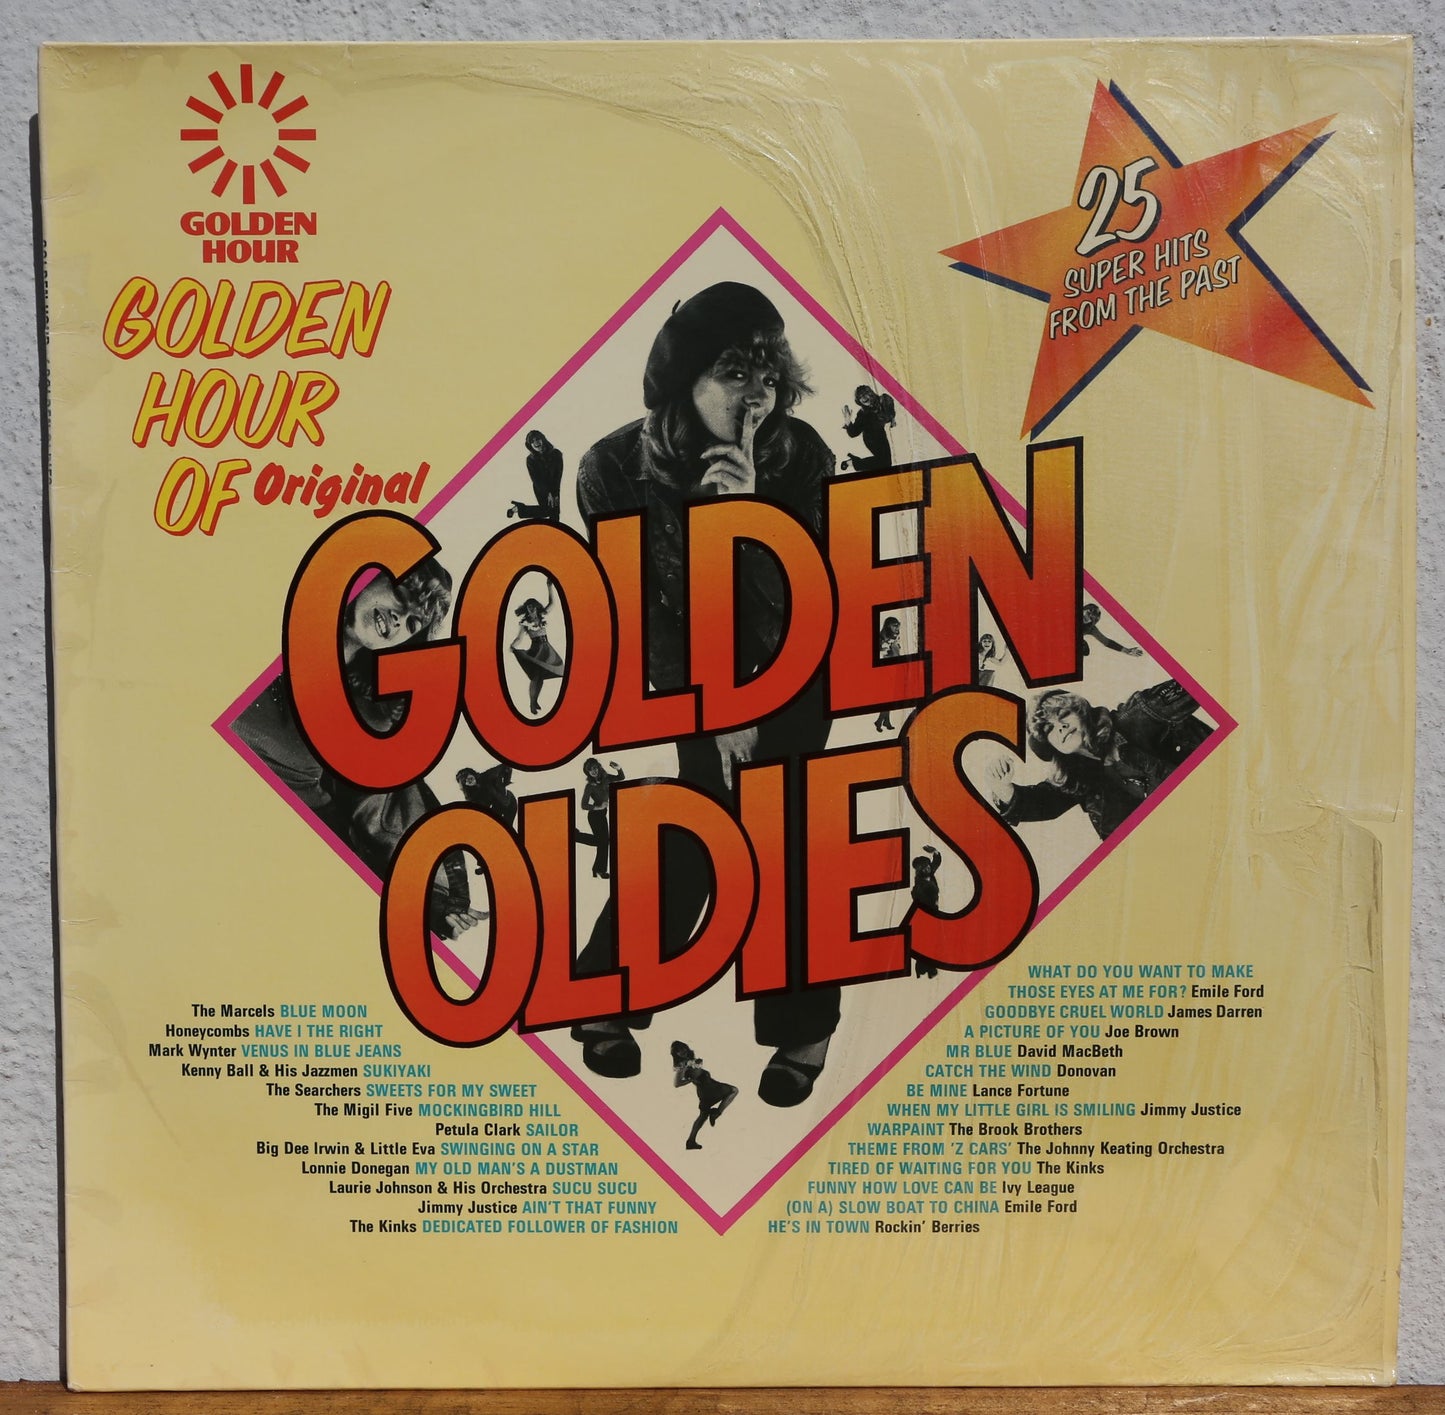 GOLDEN
HOUR
GOLDEN
HOUR
OF Original
GOLDEN
OLDIES
25
SUPER HITS
FROM THE PAST
The Marcels BLUE MOON
Honeycombs HAVE I THE RIGHT
Mark Wynter VENUS IN BLUE JEANS
Kenny Ball & His Jazzmen SUKIYAKI
The Searchers SWEETS FOR MY SWEET
The Migil Five MOCKINGBIRD HILL
Petula Clark SAILOR
Big Dee Irwin & Little Eva SWINGING ON A STAR
Lonnie Donegan MY OLD MAN'S A DUSTMAN
Laurie Johnson & His Orchestra SUCU SUCU
Jimmy Justice AIN'T THAT FUNNY
The Kinks DEDICATED FOLLOWER OF FASHION
WHAT DO YOU WANT TO MAKE
THOSE EYES AT ME FOR? Emile Ford
GOODBYE CRUEL WORLD James Darren
A PICTURE OF YOU Joe Brown
MR BLUE David MacBeth
CATCH THE WIND Donovan
BE MINE Lance Fortune
WHEN MY LITTLE GIRL IS SMILING Jimmy Justice
WARPAINT The Brook Brothers
THEME FROM 'Z CARS' The Johnny Keating Orchestra
TIRED OF WAITING FOR YOU The Kinks
FUNNY HOW LOVE CAN BE Ivy League
(ON A) SLOW BOAT TO CHINA Emile Ford
HE'S IN TOWN Rockin' Berries